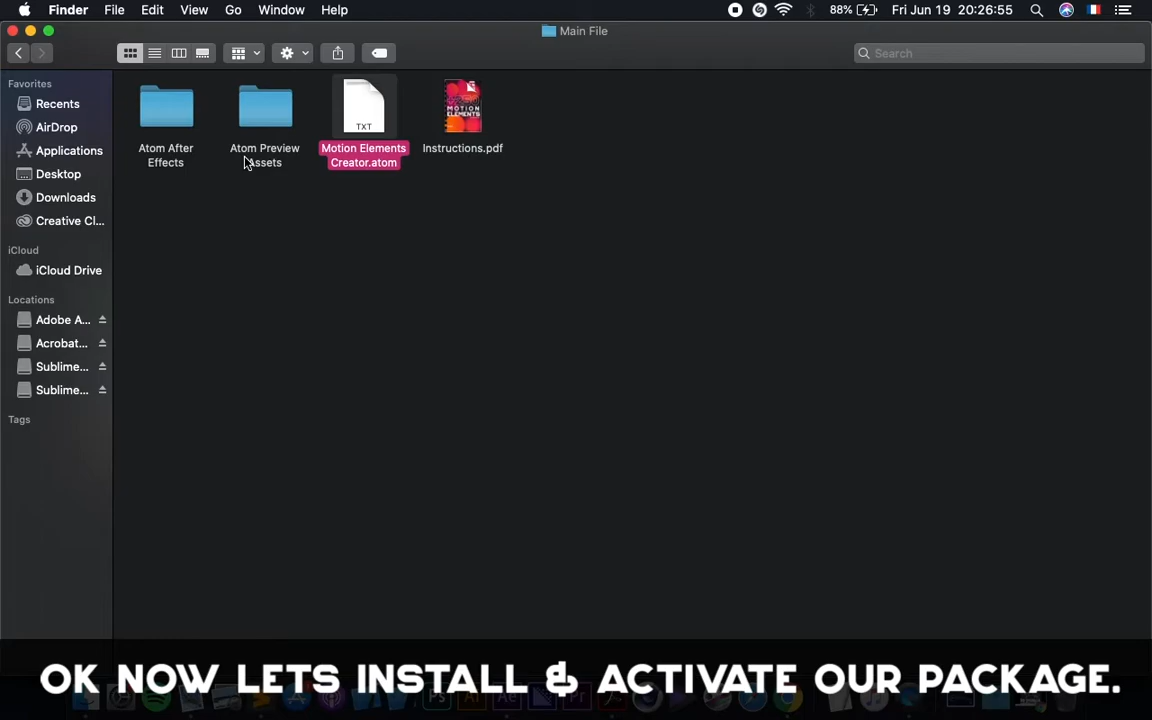 Finder File Edit View Go Window Help 88% Fri Jun 19 20:26:55
Main File
Search
Favorites
Recents
AirDrop
Applications
Desktop
Downloads
Creative Cl...
iCloud
iCloud Drive
Locations
Adobe A...
Acrobat...
Sublime...
Sublime...
Tags
Atom After
Effects
Atom Preview
Assets
TXT
Motion Elements
Creator.atom
MOTION
ELEMENTS
Instructions.pdf
OK NOW LETS INSTALL & ACTIVATE OUR PACKAGE.